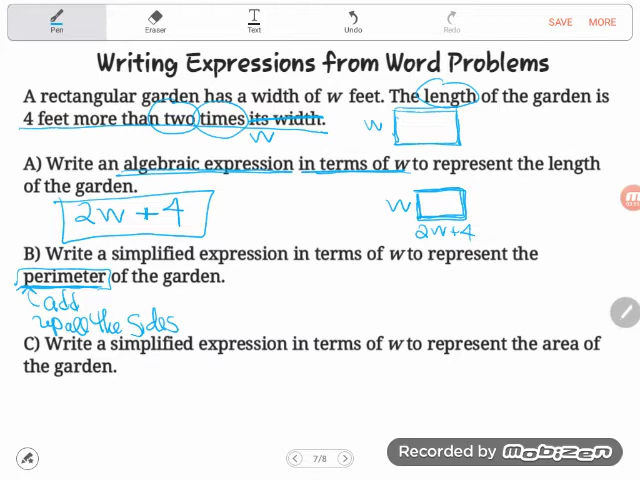 Pen
Eraser
Text
Undo
Redo
SAVE
MORE
Writing Expressions from Word Problems
A rectangular garden has a width of w feet. The length of the garden is
4 feet more than two times its width.
w
w
A) Write an algebraic expression in terms of w to represent the length
of the garden.
2w + 4
w
2w+4
B) Write a simplified expression in terms of w to represent the
perimeter of the garden.
add
up all the sides
C) Write a simplified expression in terms of w to represent the area of
the garden.
7/8
Recorded by Mobizen